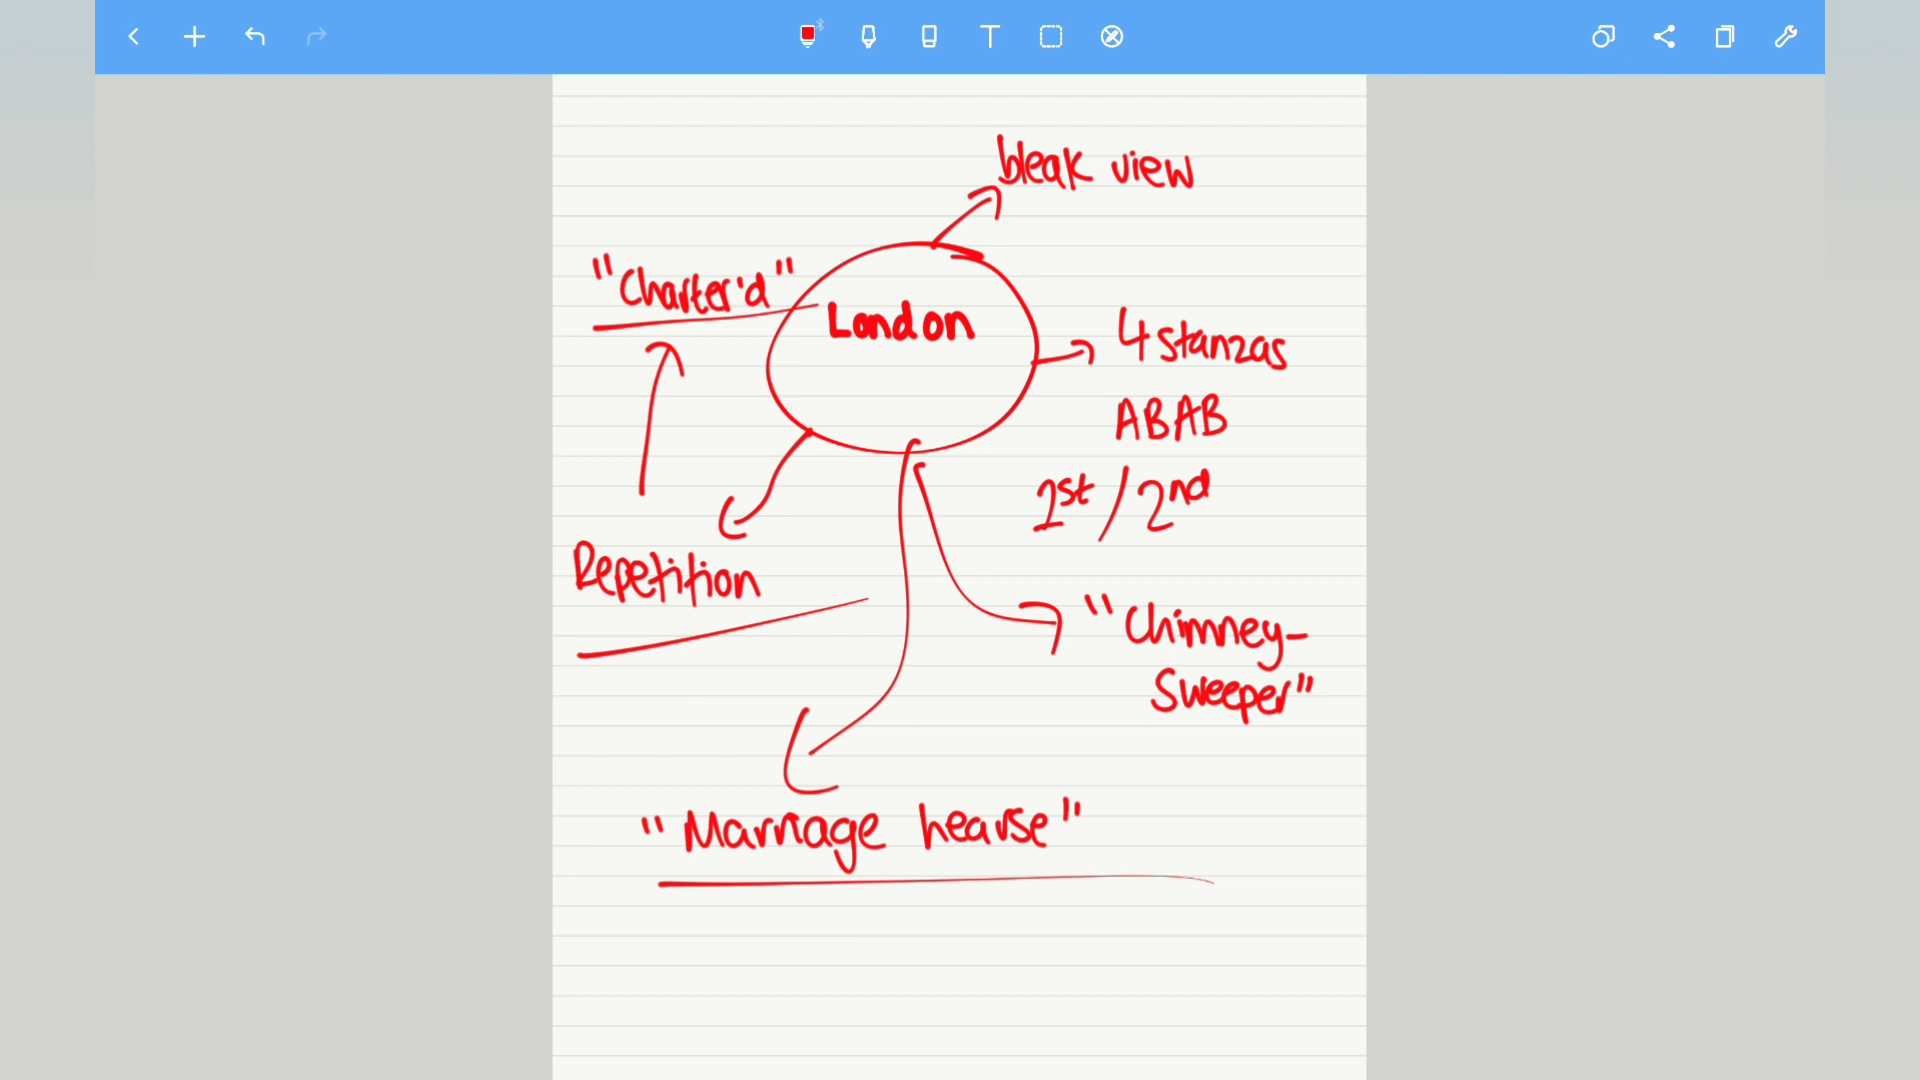 bleak view
"Charter'd"
London
4 stanzas
ABAB
1st/2nd
Repetition
"Chimney-
Sweeper"
"Marriage hearse"